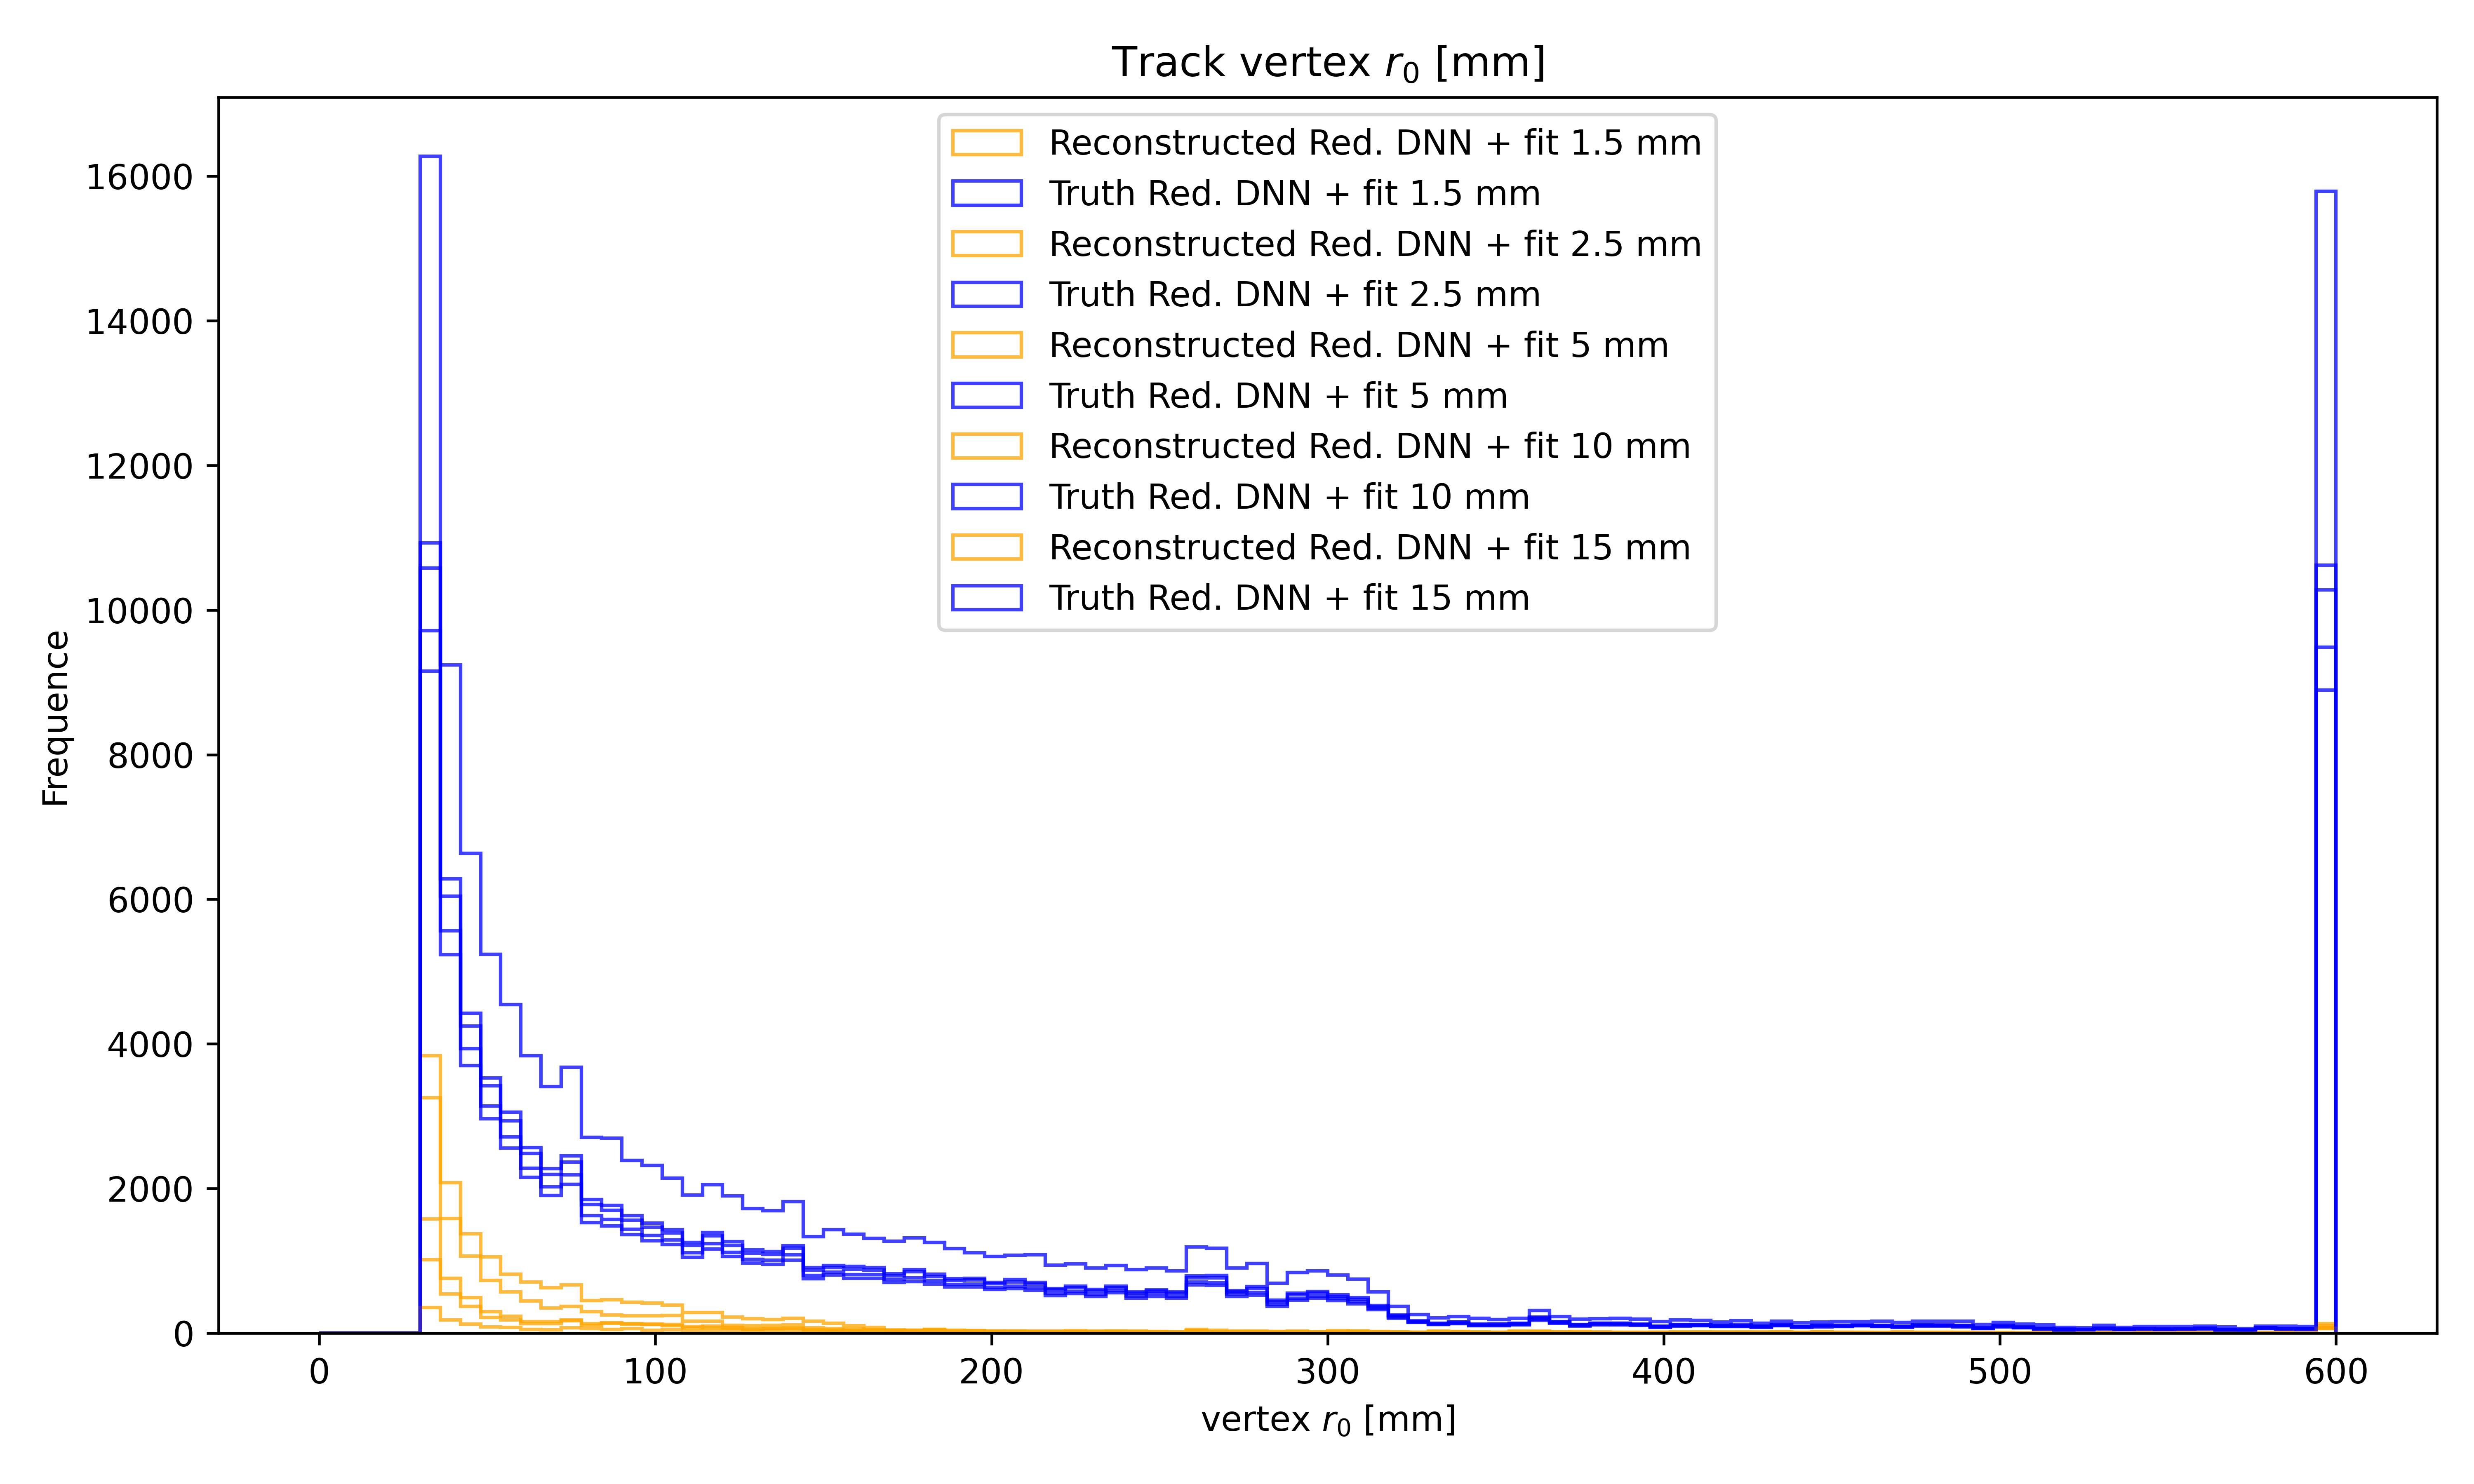 Track vertex r₀ [mm]
Reconstructed Red. DNN + fit 1.5 mm
Truth Red. DNN + fit 1.5 mm
Reconstructed Red. DNN + fit 2.5 mm
Truth Red. DNN + fit 2.5 mm
Reconstructed Red. DNN + fit 5 mm
Truth Red. DNN + fit 5 mm
Reconstructed Red. DNN + fit 10 mm
Truth Red. DNN + fit 10 mm
Reconstructed Red. DNN + fit 15 mm
Truth Red. DNN + fit 15 mm
Frequence
16000
14000
12000
10000
8000
6000
4000
2000
0
0 100 200 300 400 500 600
vertex r₀ [mm]